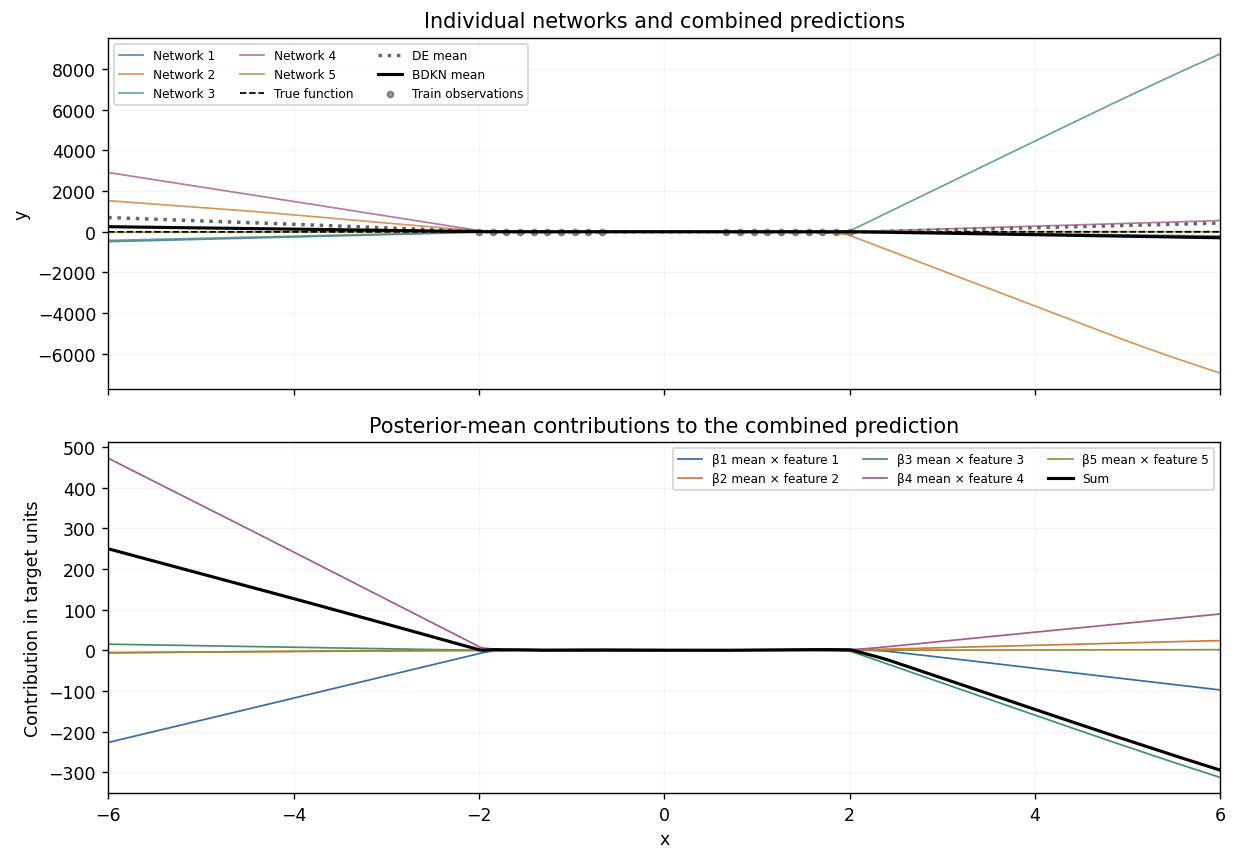 Individual networks and combined predictions
Network 1 Network 4 DE mean
Network 2 Network 5 BDKN mean
Network 3 True function Train observations
8000
6000
4000
2000
0
−2000
−4000
−6000
y
Posterior-mean contributions to the combined prediction
β1 mean × feature 1 β3 mean × feature 3 β5 mean × feature 5
β2 mean × feature 2 β4 mean × feature 4 Sum
500
400
300
200
100
0
−100
−200
−300
Contribution in target units
−6 −4 −2 0 2 4 6
x